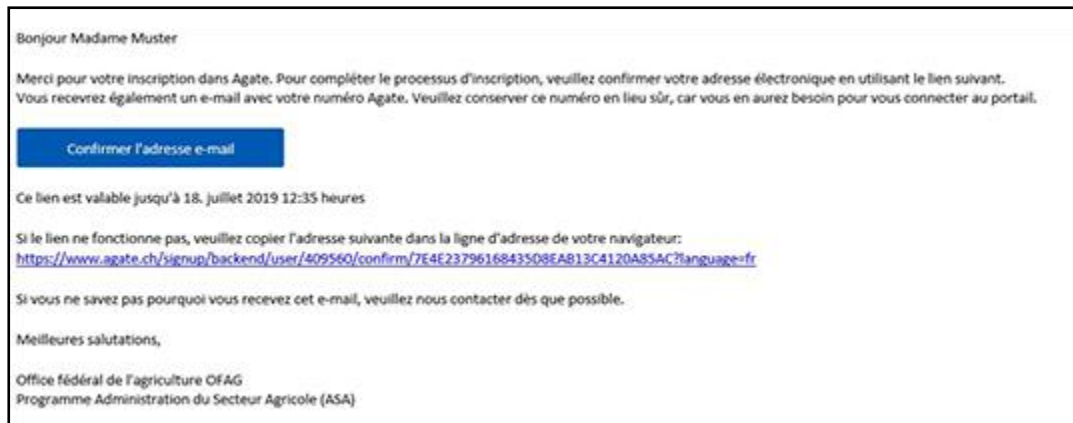 Bonjour Madame Muster
Merci pour votre inscription dans Agate. Pour compléter le processus d'inscription, veuillez confirmer votre adresse électronique en utilisant le lien suivant.
Vous recevrez également un e-mail avec votre numéro Agate. Veuillez conserver ce numéro en lieu sûr, car vous en aurez besoin pour vous connecter au portail.
Confirmer l'adresse e-mail
Ce lien est valable jusqu'à 18. juillet 2019 12:35 heures
Si le lien ne fonctionne pas, veuillez copier l'adresse suivante dans la ligne d'adresse de votre navigateur:
https://www.agate.ch/signup/backend/user/409560/confirm/7E4E23796168435D8EAB13C4120A85AC?language=fr
Si vous ne savez pas pourquoi vous recevez cet e-mail, veuillez nous contacter dès que possible.
Meilleures salutations,
Office fédéral de l'agriculture OFAG
Programme Administration du Secteur Agricole (ASA)